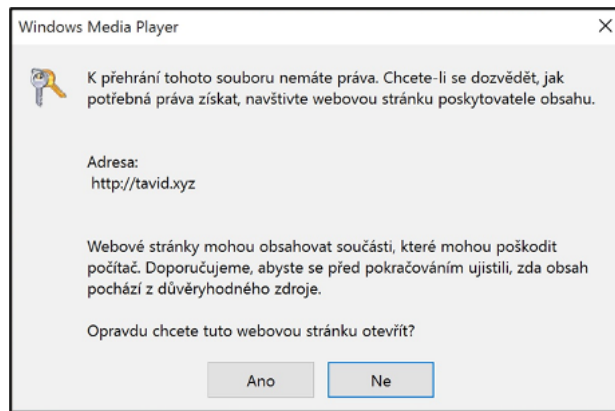 Windows Media Player
K přehrání tohoto souboru nemáte práva. Chcete-li se dozvědět, jak
potřebná práva získat, navštivte webovou stránku poskytovatele obsahu.
Adresa:
http://tavid.xyz
Webové stránky mohou obsahovat součásti, které mohou poškodit
počítač. Doporučujeme, abyste se před pokračováním ujistili, zda obsah
pochází z důvěryhodného zdroje.
Opravdu chcete tuto webovou stránku otevřít?
Ano
Ne